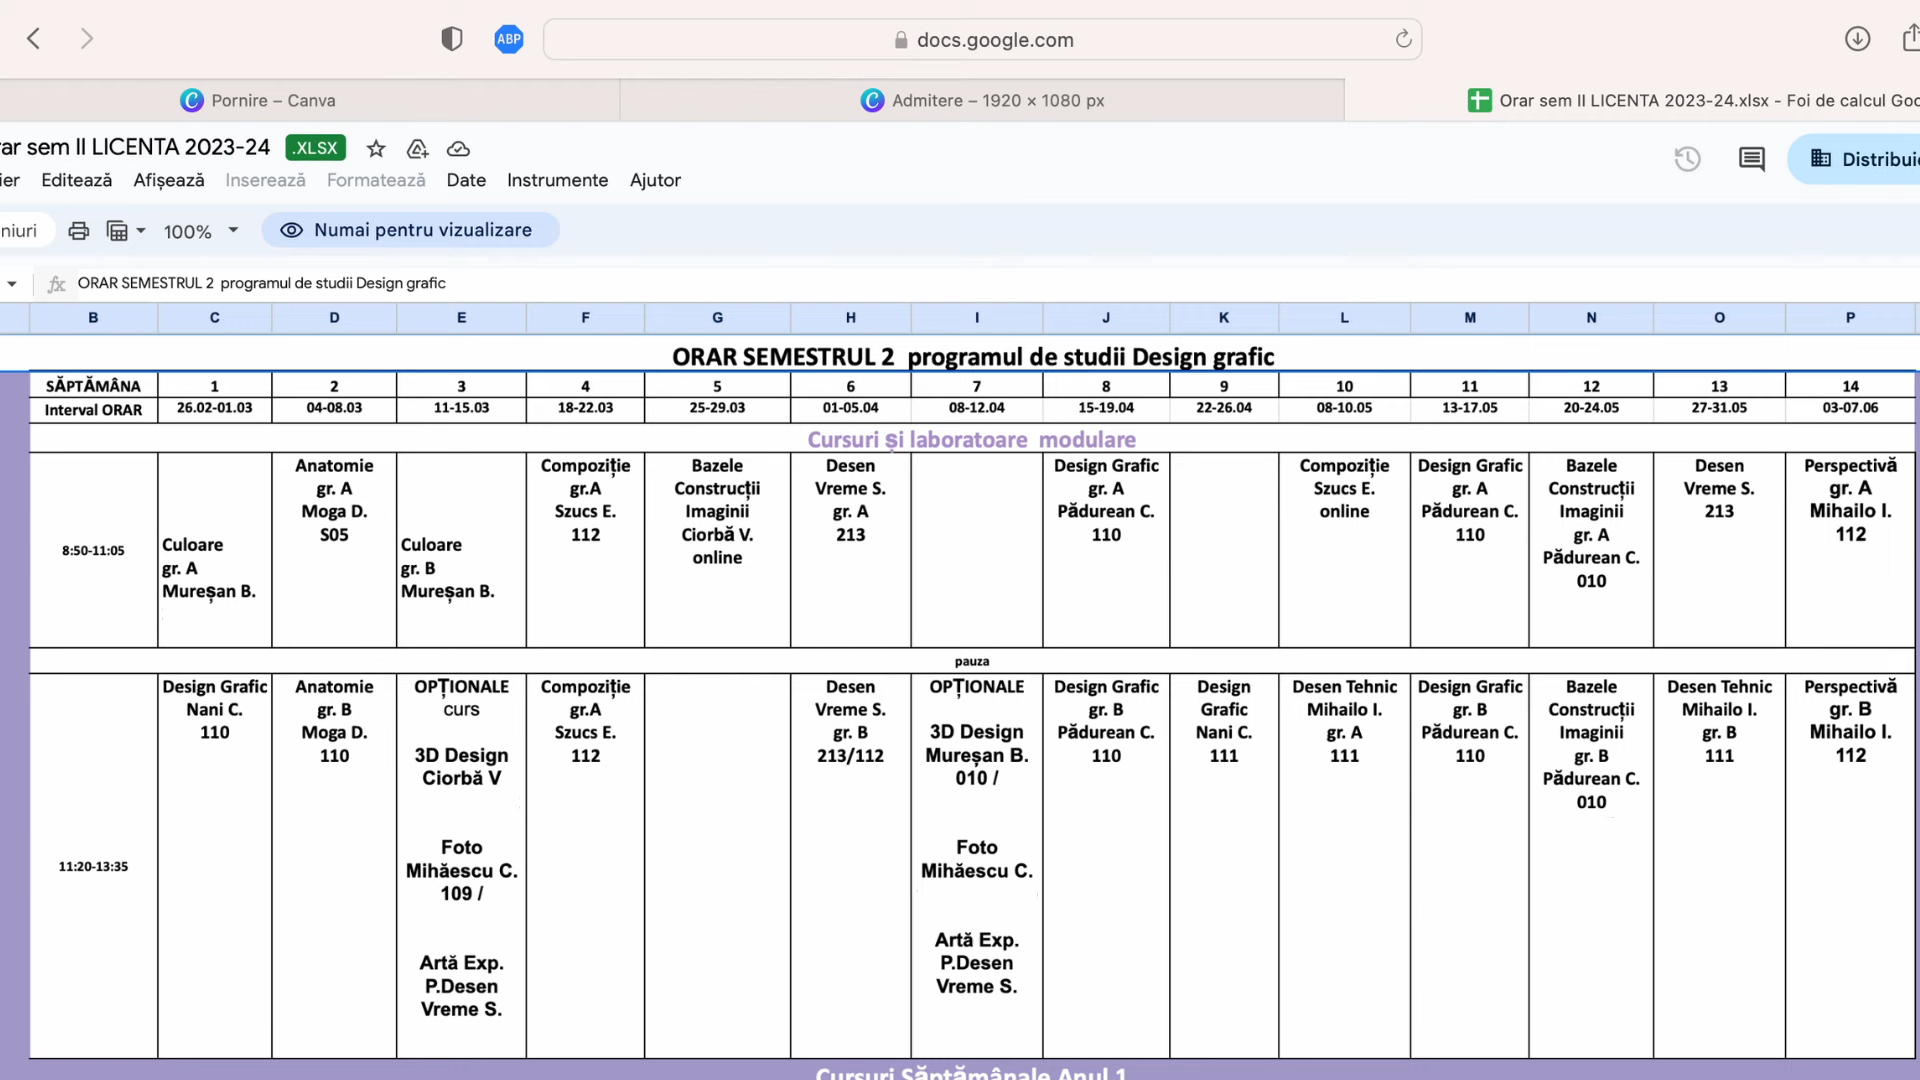 ABP
docs.google.com
Pornire – Canva
Admitere – 1920 × 1080 px
Orar sem II LICENTA 2023-24.xlsx - Foi de calcul Goo
ar sem II LICENTA 2023-24 .XLSX
ier Editează Afișează Inserează Formatează Date Instrumente Ajutor
Distribui
niuri 100% Numai pentru vizualizare
fx ORAR SEMESTRUL 2 programul de studii Design grafic
B C D E F G H I J K L M N O P
ORAR SEMESTRUL 2 programul de studii Design grafic
SĂPTĂMÂNA 1 2 3 4 5 6 7 8 9 10 11 12 13 14
Interval ORAR 26.02-01.03 04-08.03 11-15.03 18-22.03 25-29.03 01-05.04 08-12.04 15-19.04 22-26.04 08-10.05 13-17.05 20-24.05 27-31.05 03-07.06
Cursuri și laboratoare modulare
8:50-11:05
Culoare
gr. A
Mureșan B.
Anatomie
gr. A
Moga D.
S05
Culoare
gr. B
Mureșan B.
Compoziție
gr.A
Szucs E.
112
Bazele
Construcții
Imaginii
Ciorbă V.
online
Desen
Vreme S.
gr. A
213
Design Grafic
gr. A
Pădurean C.
110
Compoziție
Szucs E.
online
Design Grafic
gr. A
Pădurean C.
110
Bazele
Construcții
Imaginii
gr. A
Pădurean C.
010
Desen
Vreme S.
213
Perspectivă
gr. A
Mihailo I.
112
pauza
11:20-13:35
Design Grafic
Nani C.
110
Anatomie
gr. B
Moga D.
110
OPȚIONALE
curs
3D Design
Ciorbă V
Foto
Mihăescu C.
109 /
Artă Exp.
P.Desen
Vreme S.
Compoziție
gr.A
Szucs E.
112
Desen
Vreme S.
gr. B
213/112
OPȚIONALE
3D Design
Mureșan B.
010 /
Foto
Mihăescu C.
Artă Exp.
P.Desen
Vreme S.
Design Grafic
gr. B
Pădurean C.
110
Design
Grafic
Nani C.
111
Desen Tehnic
Mihailo I.
gr. A
111
Design Grafic
gr. B
Pădurean C.
110
Bazele
Construcții
Imaginii
gr. B
Pădurean C.
010
Desen Tehnic
Mihailo I.
gr. B
111
Perspectivă
gr. B
Mihailo I.
112
Cursuri Săptămânale Anul 1